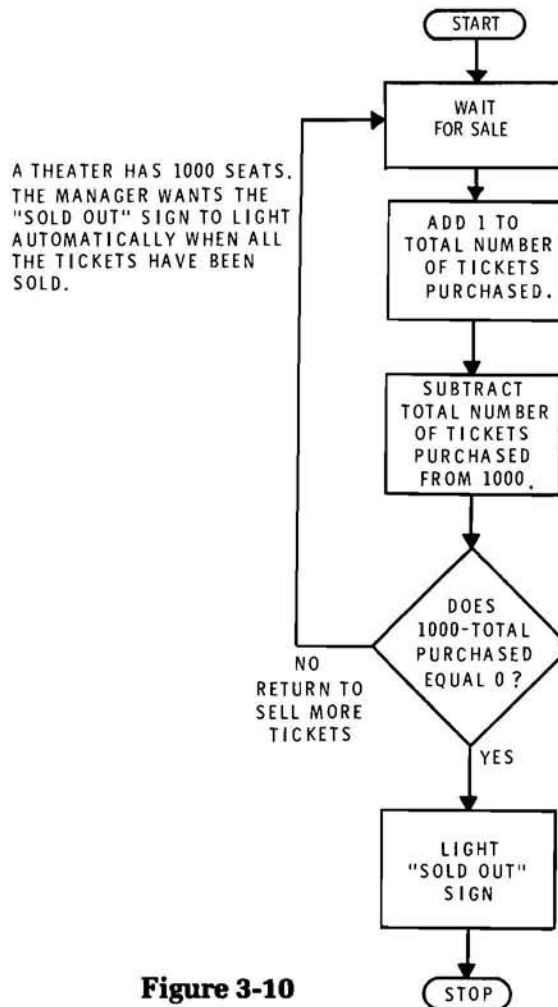 START
WAIT
FOR SALE
A THEATER HAS 1000 SEATS.
THE MANAGER WANTS THE
"SOLD OUT" SIGN TO LIGHT
AUTOMATICALLY WHEN ALL
THE TICKETS HAVE BEEN
SOLD.
ADD 1 TO
TOTAL NUMBER
OF TICKETS
PURCHASED.
SUBTRACT
TOTAL NUMBER
OF TICKETS
PURCHASED
FROM 1000.
DOES
1000-TOTAL
PURCHASED
EQUAL 0?
NO
RETURN TO
SELL MORE
TICKETS
YES
LIGHT
"SOLD OUT"
SIGN
STOP
Figure 3-10